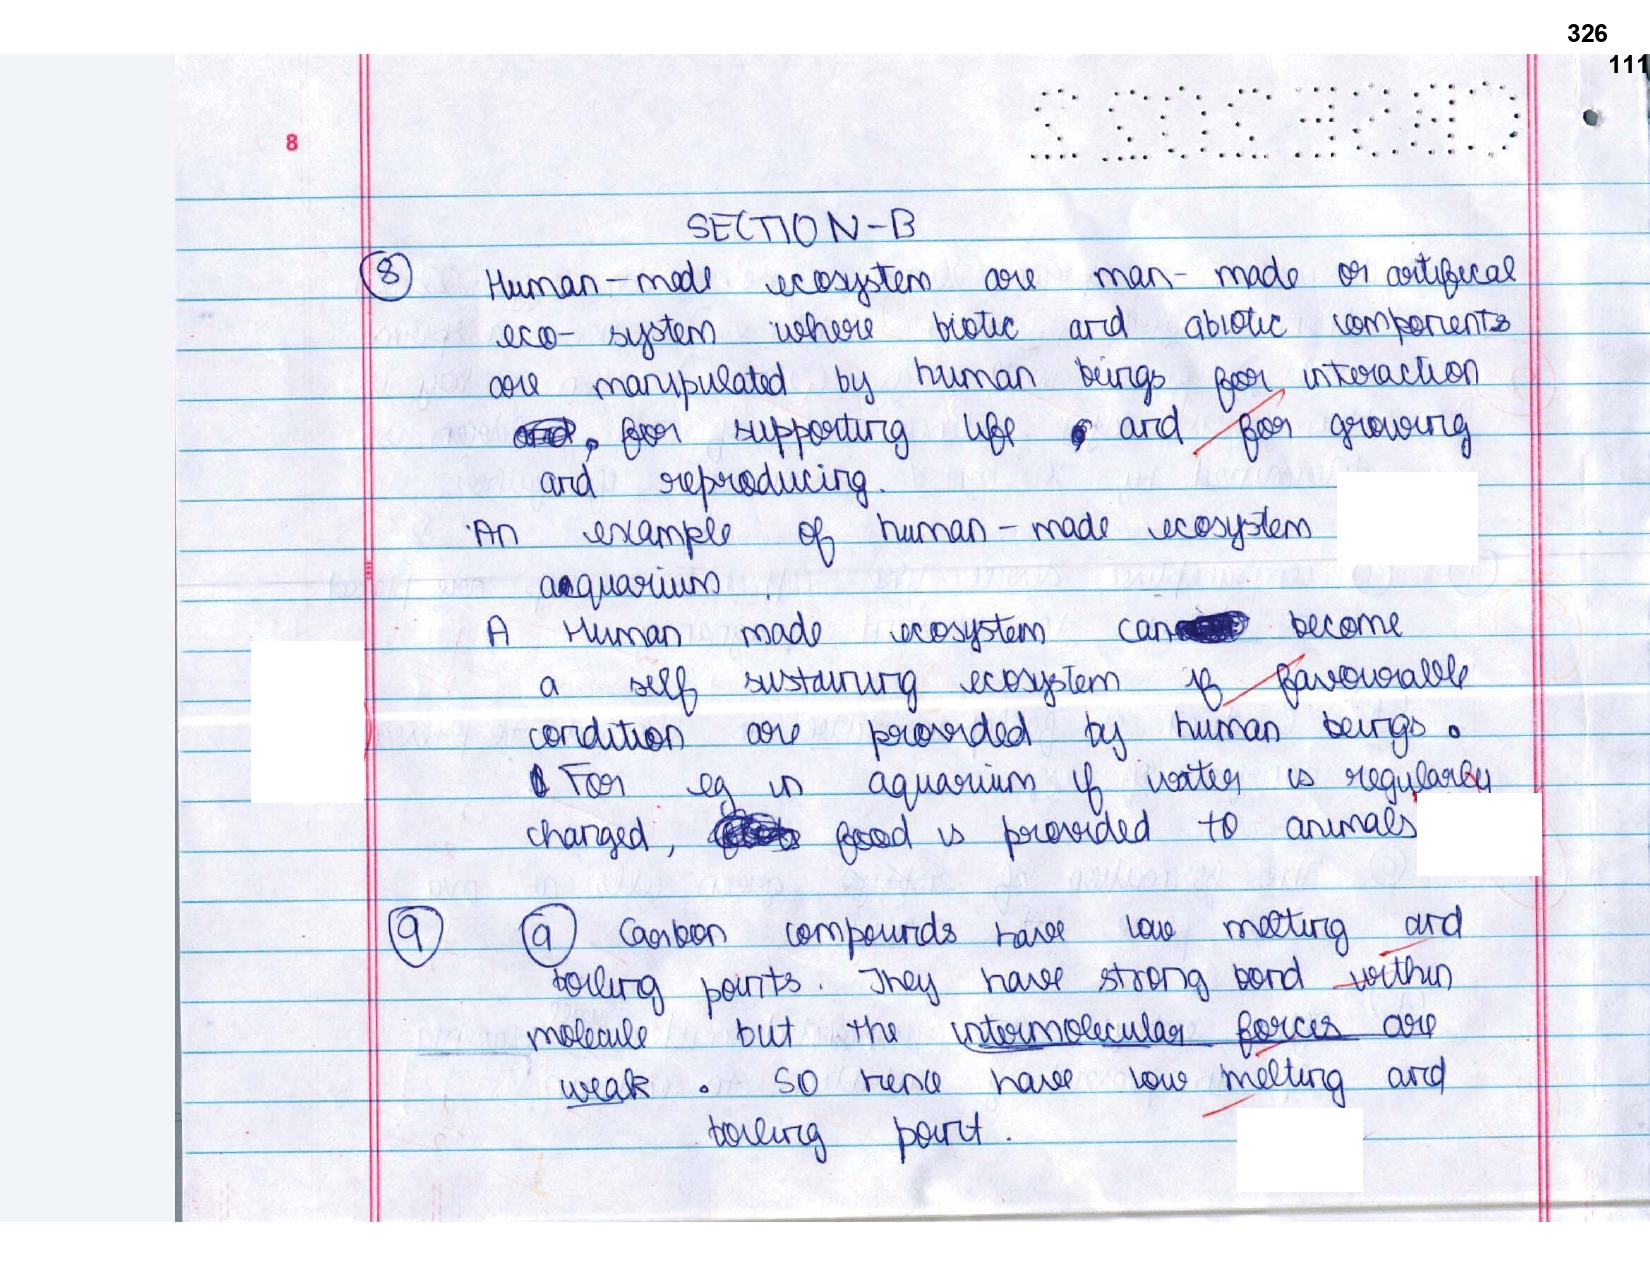 326
111
8
SECTION-B
8 Human-made ecosystem are man-made or artifical
eco-system where biotic and abiotic components
are manipulated by human beings for interaction
, for supporting life and for growing
and reproducing.
An example of human-made ecosystem
acquarium
A Human made ecosystem can become
a self sustaining ecosystem if favourable
condition are provided by human beings.
For eg in aquarium if water is regularly
changed, food is provided to animals
9 a Carbon compounds have low melting and
boiling points. They have strong bond within
molecule but the intermolecular forces are
weak. So hence have low melting and
boiling point.